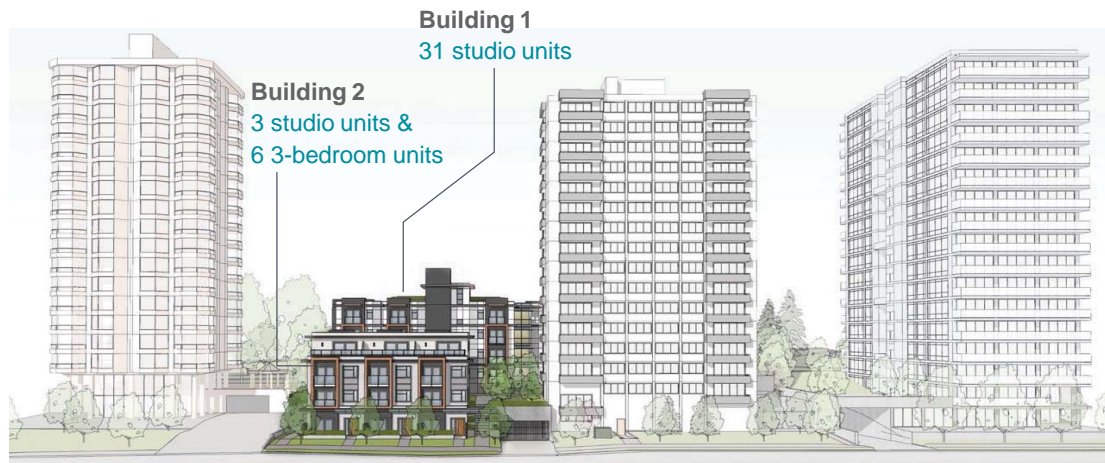 Building 1
31 studio units
Building 2
3 studio units &
6 3-bedroom units